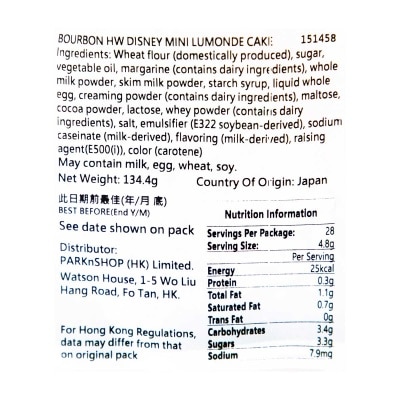 BOURBON HW DISNEY MINI LUMONDE CAKE 151458
Ingredients: Wheat flour (domestically produced), sugar,
vegetable oil, margarine (contains dairy ingredients), whole
milk powder, skim milk powder, starch syrup, liquid whole
egg, creaming powder (contains dairy ingredients), maltose,
cocoa powder, lactose, whey powder (contains dairy
ingredients), salt, emulsifier (E322 soybean-derived), sodium
caseinate (milk-derived), flavoring (milk-derived), raising
agent(E500(i)), color (carotene)
May contain milk, egg, wheat, soy.
Net Weight: 134.4g Country Of Origin: Japan
此日期前最佳(年/月 底)
BEST BEFORE(End Y/M)
See date shown on pack
Distributor:
PARKnSHOP (HK) Limited.
Watson House, 1-5 Wo Liu
Hang Road, Fo Tan, HK.
For Hong Kong Regulations,
data may differ from that
on original pack
Nutrition Information
Servings Per Package: 28
Serving Size: 4.8g
Per Serving
Energy 25kcal
Protein 0.3g
Total Fat 1.1g
Saturated Fat 0.7g
Trans Fat 0g
Carbohydrates 3.4g
Sugars 3.3g
Sodium 7.9mg